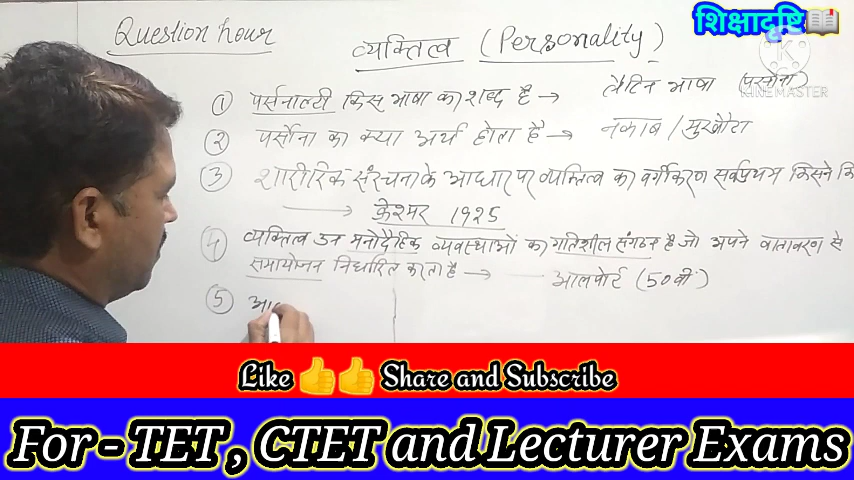 शिक्षादृष्टि
Question hour
व्यक्तित्व (Personality)
KINEMASTER
① पर्सनाल्टी किस भाषा का शब्द है → लैटिन भाषा (पर्सोना)
② पर्सोना का क्या अर्थ होता है → नकाब/मुखौटा
③ शारीरिक संरचना के आधार पर व्यक्तित्व का वर्गीकरण सर्वप्रथम किसने कि
→ क्रेश्मर 1925
④ व्यक्तित्व उन मनोदैहिक व्यवस्थाओं का गतिशील संगठन है जो अपने वातावरण से
समायोजन निर्धारित करता है → आलपोर्ट (50वीं)
⑤ आ
Like 👍👍 Share and Subscribe
For - TET , CTET and Lecturer Exams